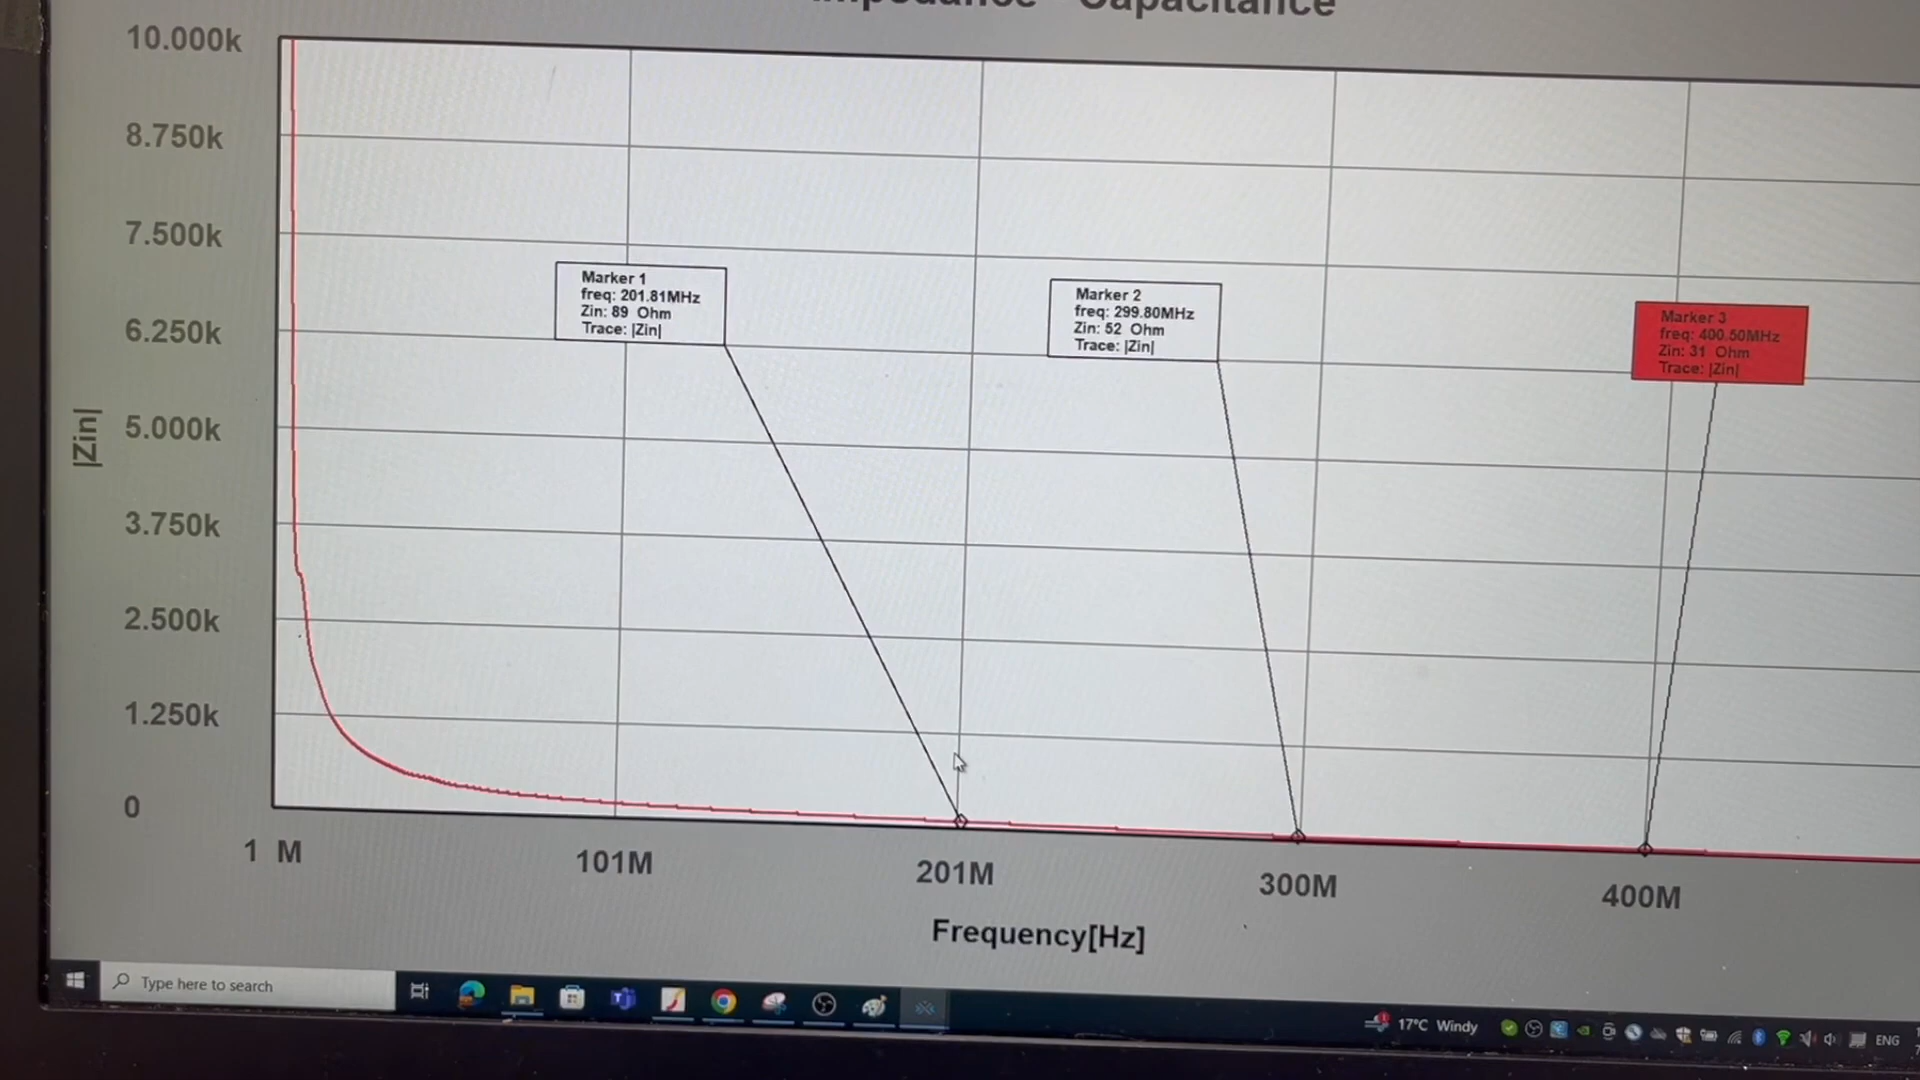 Impedance - Capacitance
10.000k
8.750k
7.500k
6.250k
5.000k
3.750k
2.500k
1.250k
0
|Zin|
Marker 1
freq: 201.81MHz
Zin: 89 Ohm
Trace: |Zin|
Marker 2
freq: 299.80MHz
Zin: 52 Ohm
Trace: |Zin|
Marker 3
freq: 400.50MHz
Zin: 31 Ohm
Trace: |Zin|
1 M
101M
201M
300M
400M
Frequency[Hz]
Type here to search
17°C Windy
ENG